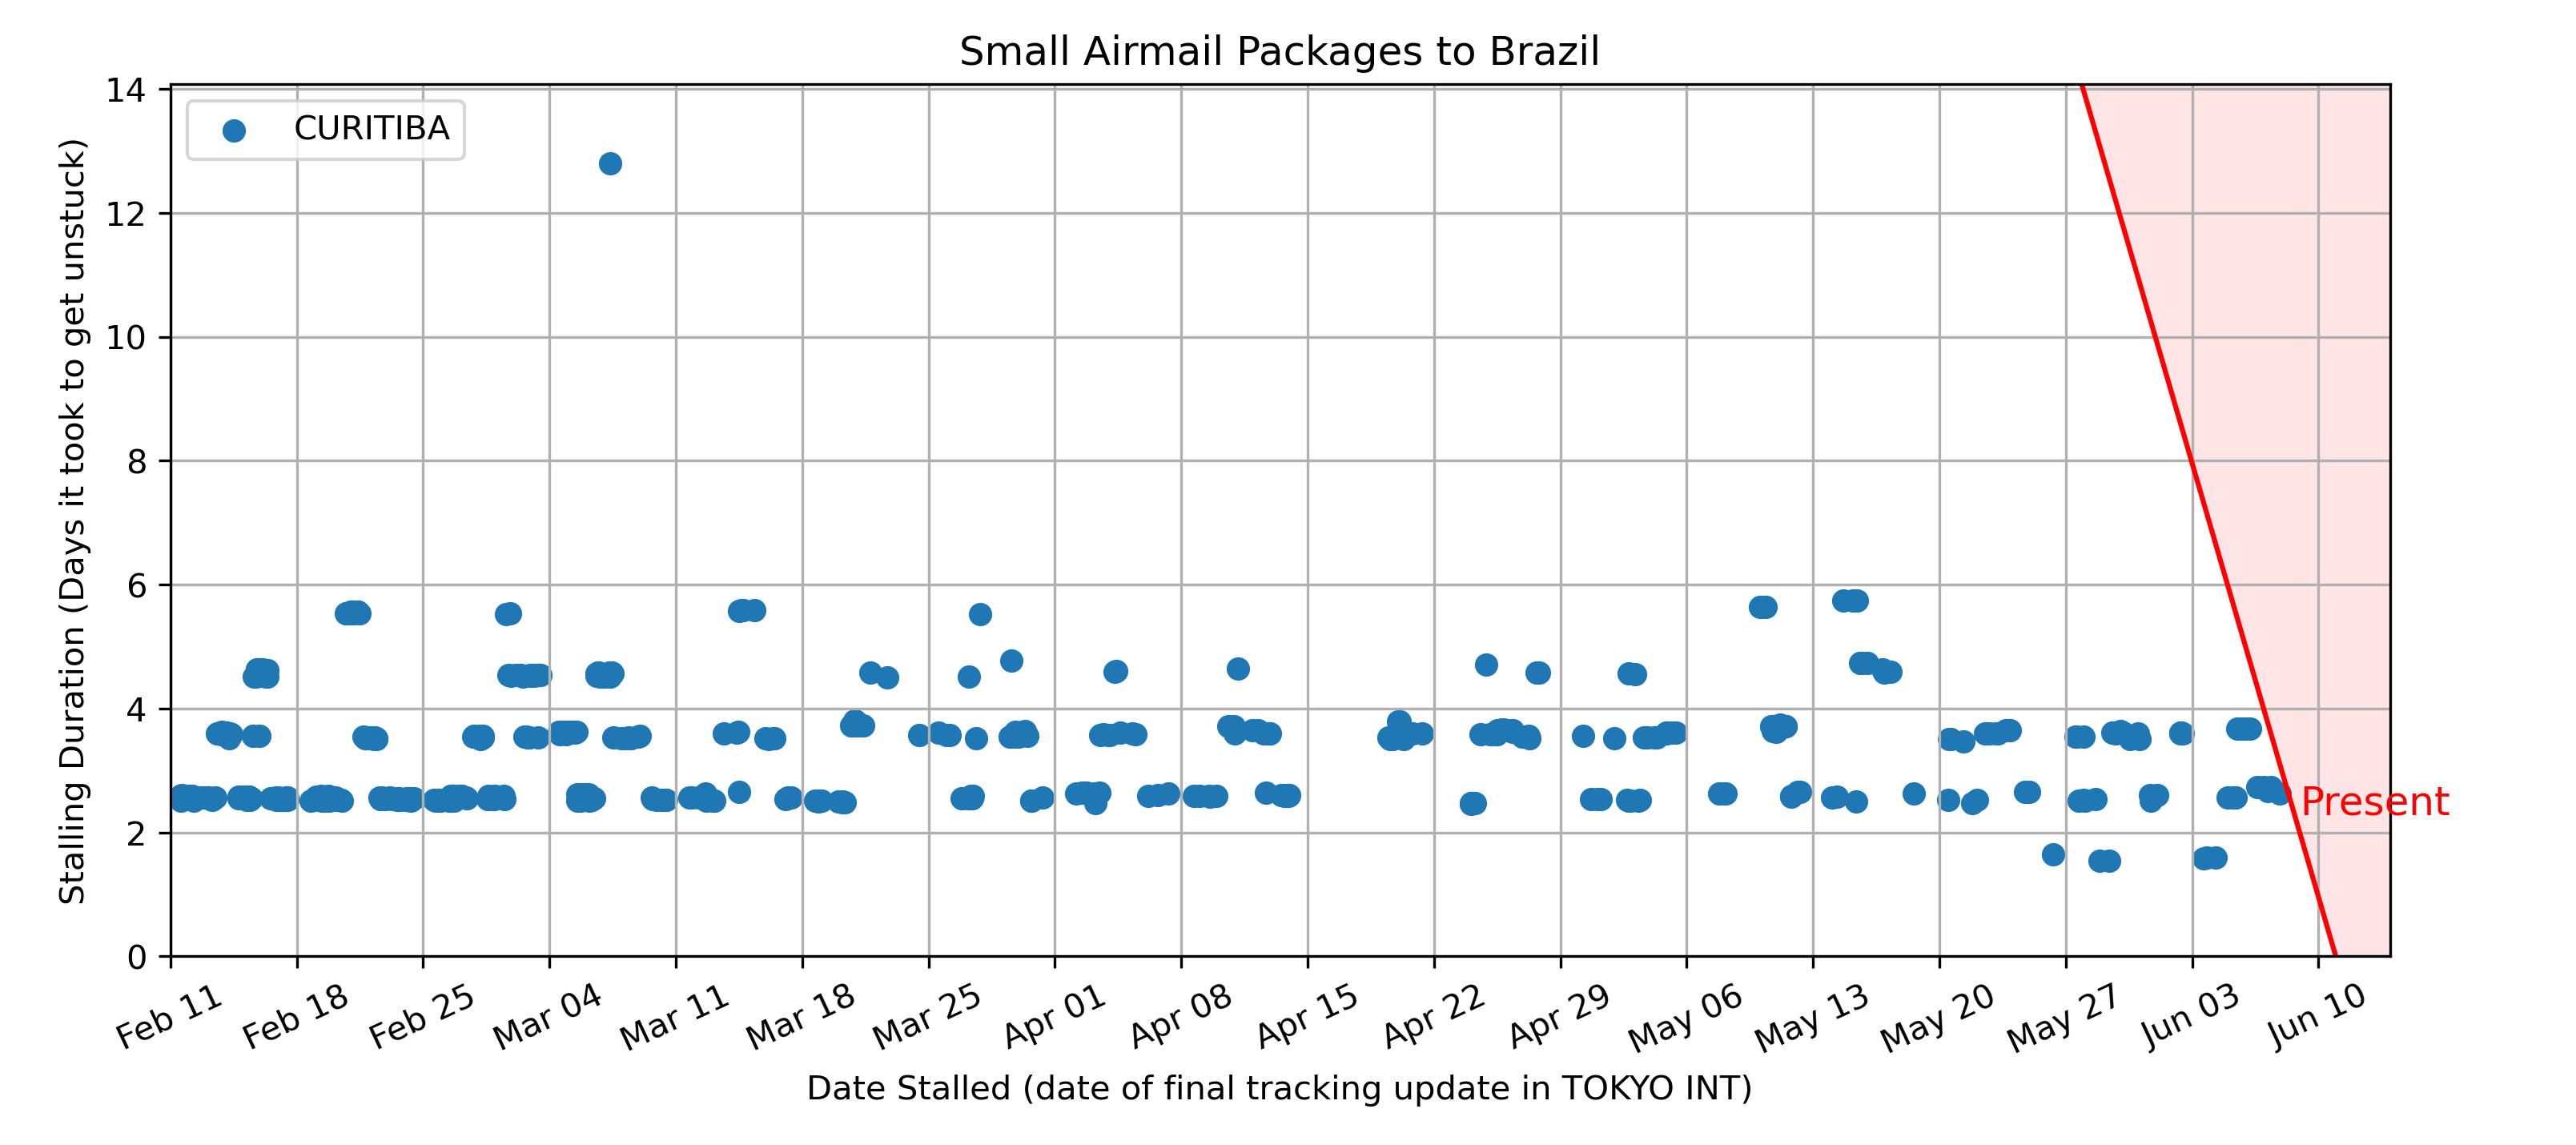 Small Airmail Packages to Brazil
CURITIBA
Stalling Duration (Days it took to get unstuck)
14
12
10
8
6
4
2
0
Present
Feb 11
Feb 18
Feb 25
Mar 04
Mar 11
Mar 18
Mar 25
Apr 01
Apr 08
Apr 15
Apr 22
Apr 29
May 06
May 13
May 20
May 27
Jun 03
Jun 10
Date Stalled (date of final tracking update in TOKYO INT)